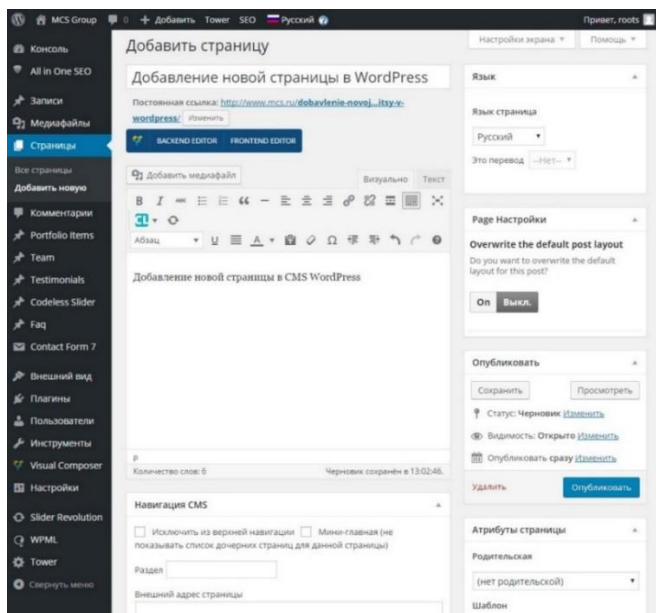 MCS Group 0 + Добавить Tower SEO Русский Привет, roots
Консоль
All in One SEO
Записи
Медиафайлы
Страницы
Все страницы
Добавить новую
Комментарии
Portfolio Items
Team
Testimonials
Codeless Slider
Faq
Contact Form 7
Внешний вид
Плагины
Пользователи
Инструменты
Visual Composer
Настройки
Slider Revolution
WPML
Tower
Свернуть меню
Добавить страницу
Настройки экрана Помощь
Добавление новой страницы в WordPress
Постоянная ссылка: http://www.mcs.ru/dobavlenie-novoj...itsy-v-
wordpress/ Изменить
BACKEND EDITOR FRONTEND EDITOR
Добавить медиафайл
Визуально Текст
B I
Абзац
Добавление новой страницы в CMS WordPress
p
Количество слов: 6 Черновик сохранён в 13:02:46.
Навигация CMS
Исключить из верхней навигации Мини-главная (не
показывать список дочерних страниц для данной страницы)
Раздел
Внешний адрес страницы
Язык
Язык страница
Русский
Это перевод --Нет--
Page Настройки
Overwrite the default post layout
Do you want to overwrite the default
layout for this post?
On Выкл.
Опубликовать
Сохранить Просмотреть
Статус: Черновик Изменить
Видимость: Открыто Изменить
Опубликовать сразу Изменить
Удалить Опубликовать
Атрибуты страницы
Родительская
(нет родительской)
Шаблон